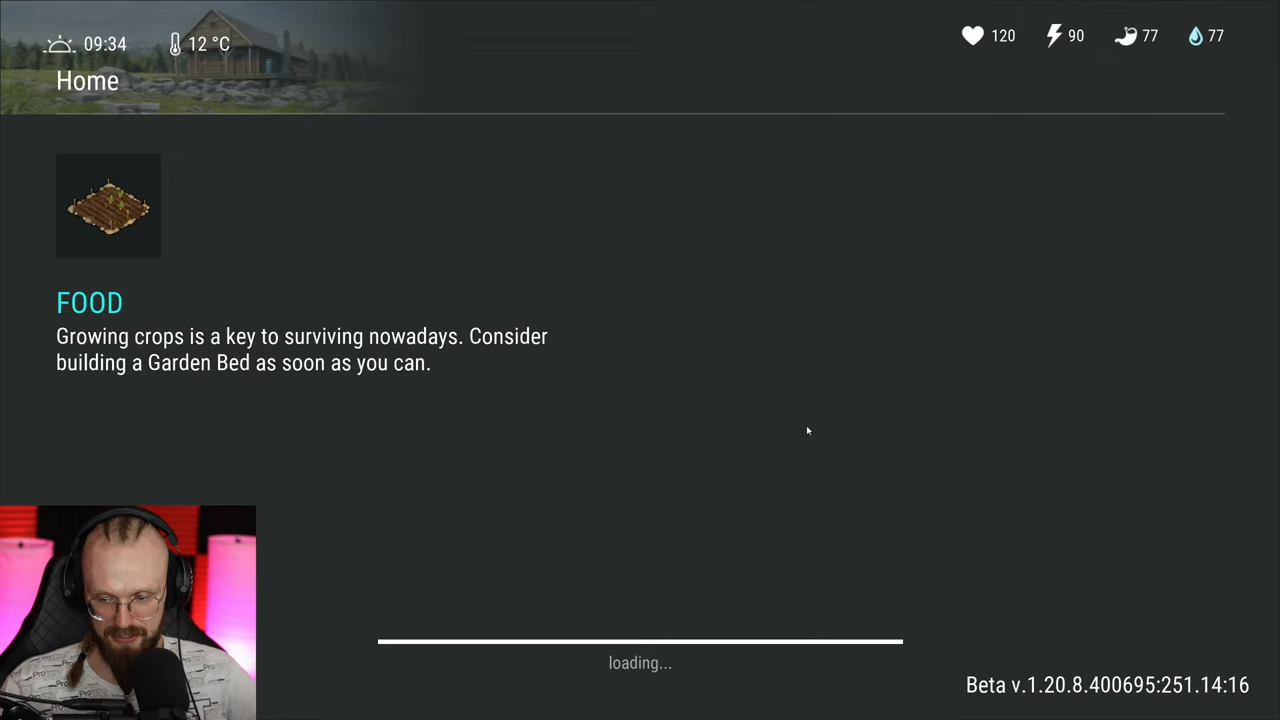 09:34 12 °C 120 90 77 77
Home
FOOD
Growing crops is a key to surviving nowadays. Consider
building a Garden Bed as soon as you can.
loading...
Beta v.1.20.8.400695:251.14:16